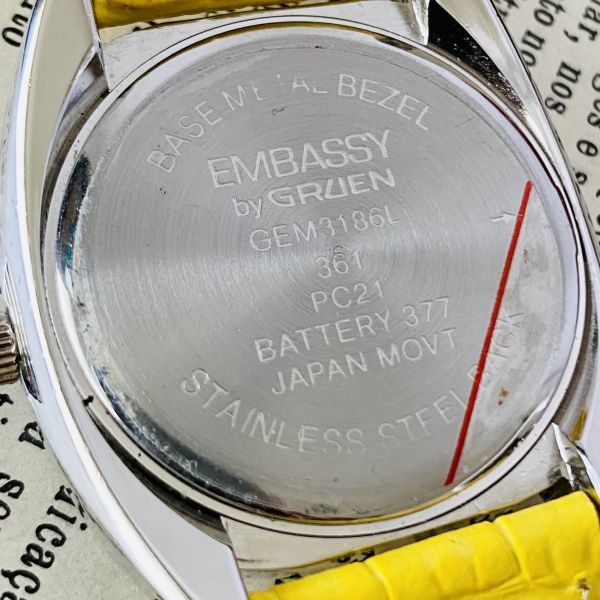 BASE METAL BEZEL
EMBASSY
by GRUEN
GEM3186L
361
PC21
BATTERY 377
JAPAN MOVT
STAINLESS STEEL BACK